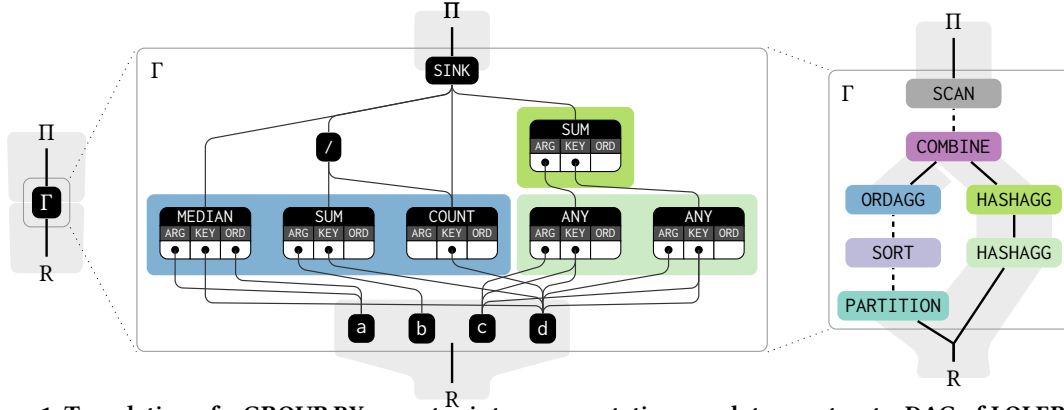 Π
Γ
R
Π
Γ
SINK
/
SUM
ARG KEY ORD
MEDIAN SUM COUNT ANY ANY
ARG KEY ORD ARG KEY ORD ARG KEY ORD ARG KEY ORD ARG KEY ORD
a b c d
R
Π
Γ
SCAN
COMBINE
ORDAGG HASHAGG
SORT HASHAGG
PARTITION
R